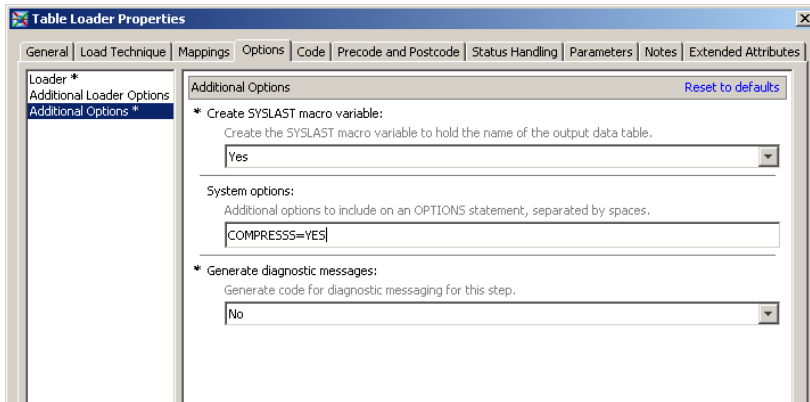 Table Loader Properties
General Load Technique Mappings Options Code Precode and Postcode Status Handling Parameters Notes Extended Attributes
Loader *
Additional Loader Options
Additional Options *
Additional Options Reset to defaults
* Create SYSLAST macro variable:
Create the SYSLAST macro variable to hold the name of the output data table.
Yes
System options:
Additional options to include on an OPTIONS statement, separated by spaces.
COMPRESSS=YES
* Generate diagnostic messages:
Generate code for diagnostic messaging for this step.
No